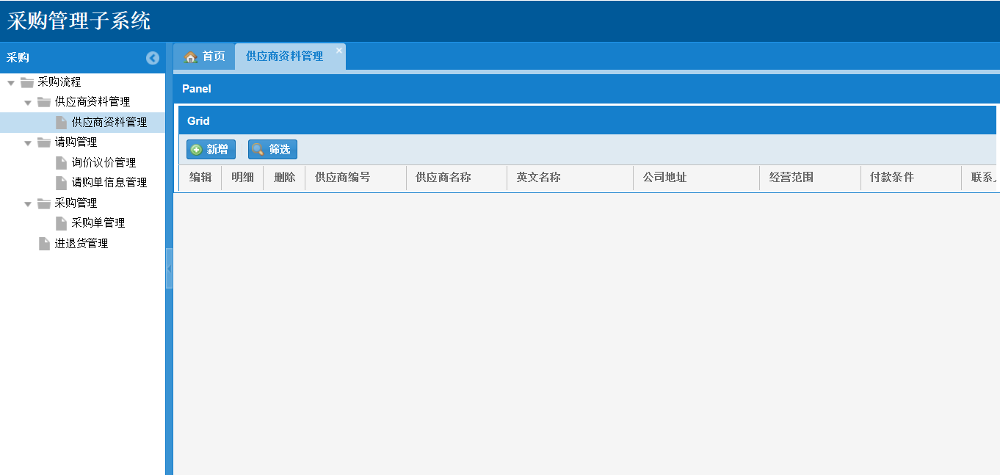 采购管理子系统
采购
首页
供应商资料管理
采购流程
供应商资料管理
供应商资料管理
请购管理
询价议价管理
请购单信息管理
采购管理
采购单管理
进退货管理
Panel
Grid
新增 筛选
编辑 明细 删除 供应商编号 供应商名称 英文名称 公司地址 经营范围 付款条件 联系